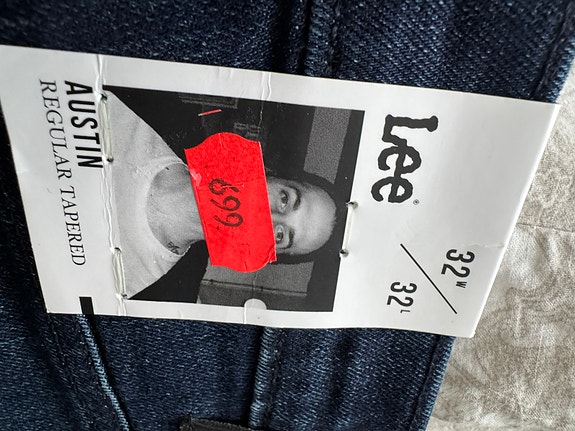 Lee®
32W / 32L
699
AUSTIN
REGULAR TAPERED